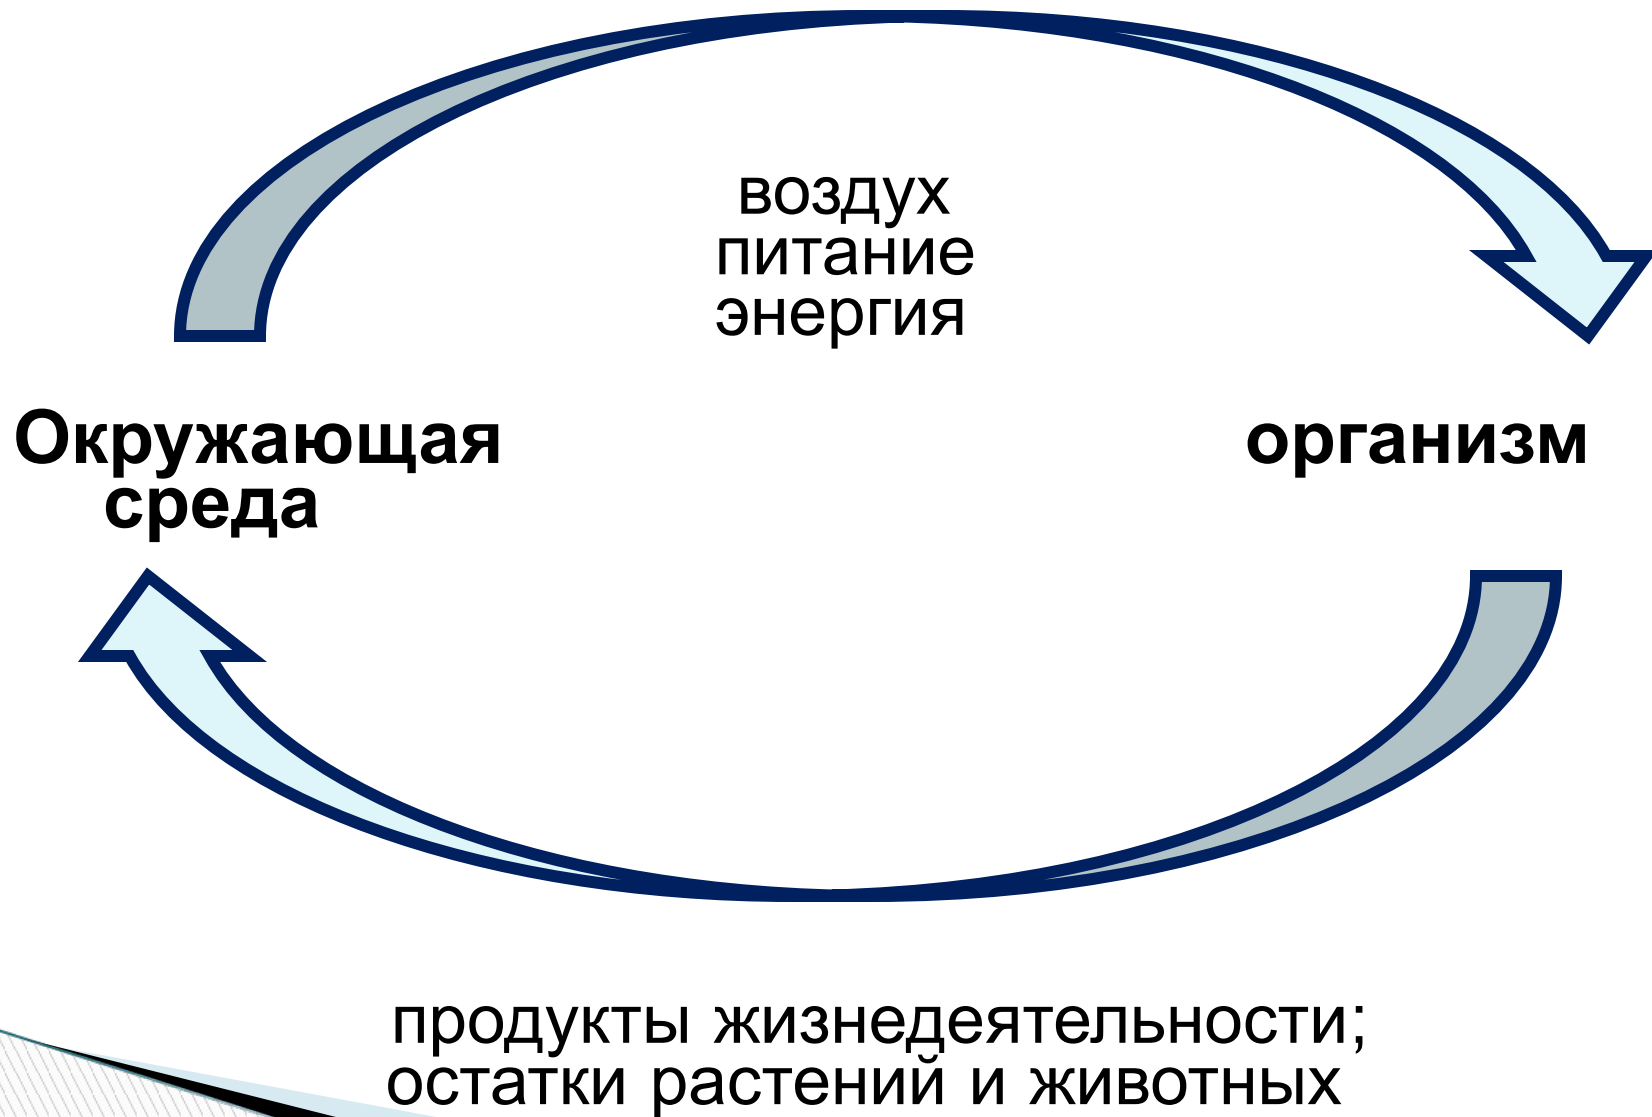 воздух
питание
энергия
Окружающая
среда
организм
продукты жизнедеятельности;
остатки растений и животных